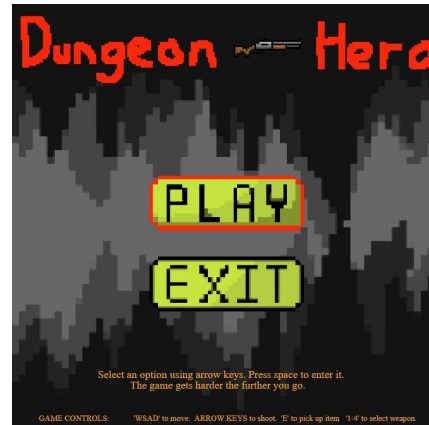 Dungeon Hero
PLAY
EXIT
Select an option using arrow keys. Press space to enter it.
The game gets harder the further you go.
GAME CONTROLS: 'WSAD' to move. ARROW KEYS to shoot. 'E' to pick up item '1-4' to select weapon.